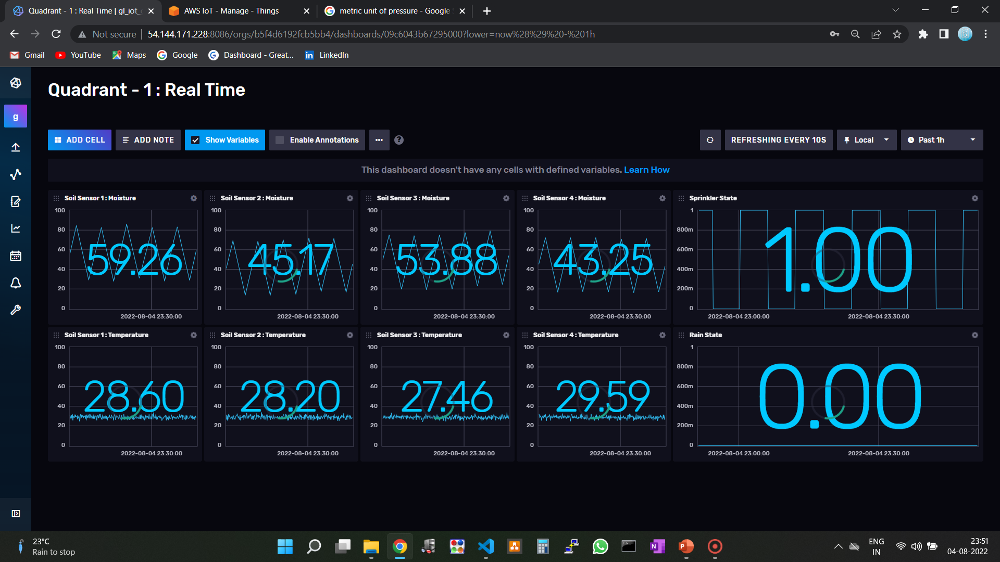 Quadrant - 1 : Real Time | gl_iot_
AWS IoT - Manage - Things
metric unit of pressure - Google
Not secure | 54.144.171.228:8086/orgs/b5f4d6192fcb5bb4/dashboards/09c6043b67295000?lower=now%28%29%20-%201h
Gmail YouTube Maps Google Dashboard - Great... LinkedIn
Quadrant - 1 : Real Time
g
ADD CELL ADD NOTE Show Variables Enable Annotations ... ? REFRESHING EVERY 10S Local Past 1h
This dashboard doesn't have any cells with defined variables. Learn How
Soil Sensor 1 : Moisture
100
80
60
40
20
0
59.26
2022-08-04 23:30:00
Soil Sensor 2 : Moisture
100
80
60
40
20
0
45.17
2022-08-04 23:30:00
Soil Sensor 3 : Moisture
100
80
60
40
20
0
53.88
2022-08-04 23:30:00
Soil Sensor 4 : Moisture
100
80
60
40
20
0
43.25
2022-08-04 23:30:00
Sprinkler State
1
800m
600m
400m
200m
0
1.00
2022-08-04 23:00:00 2022-08-04 23:30:00
Soil Sensor 1 : Temperature
100
80
60
40
20
0
28.60
2022-08-04 23:30:00
Soil Sensor 2 : Temperature
100
80
60
40
20
0
28.20
2022-08-04 23:30:00
Soil Sensor 3 : Temperature
100
80
60
40
20
0
27.46
2022-08-04 23:30:00
Soil Sensor 4 : Temperature
100
80
60
40
20
0
29.59
2022-08-04 23:30:00
Rain State
1
800m
600m
400m
200m
0
0.00
2022-08-04 23:00:00 2022-08-04 23:30:00
23°C
Rain to stop
ENG
IN
23:51
04-08-2022